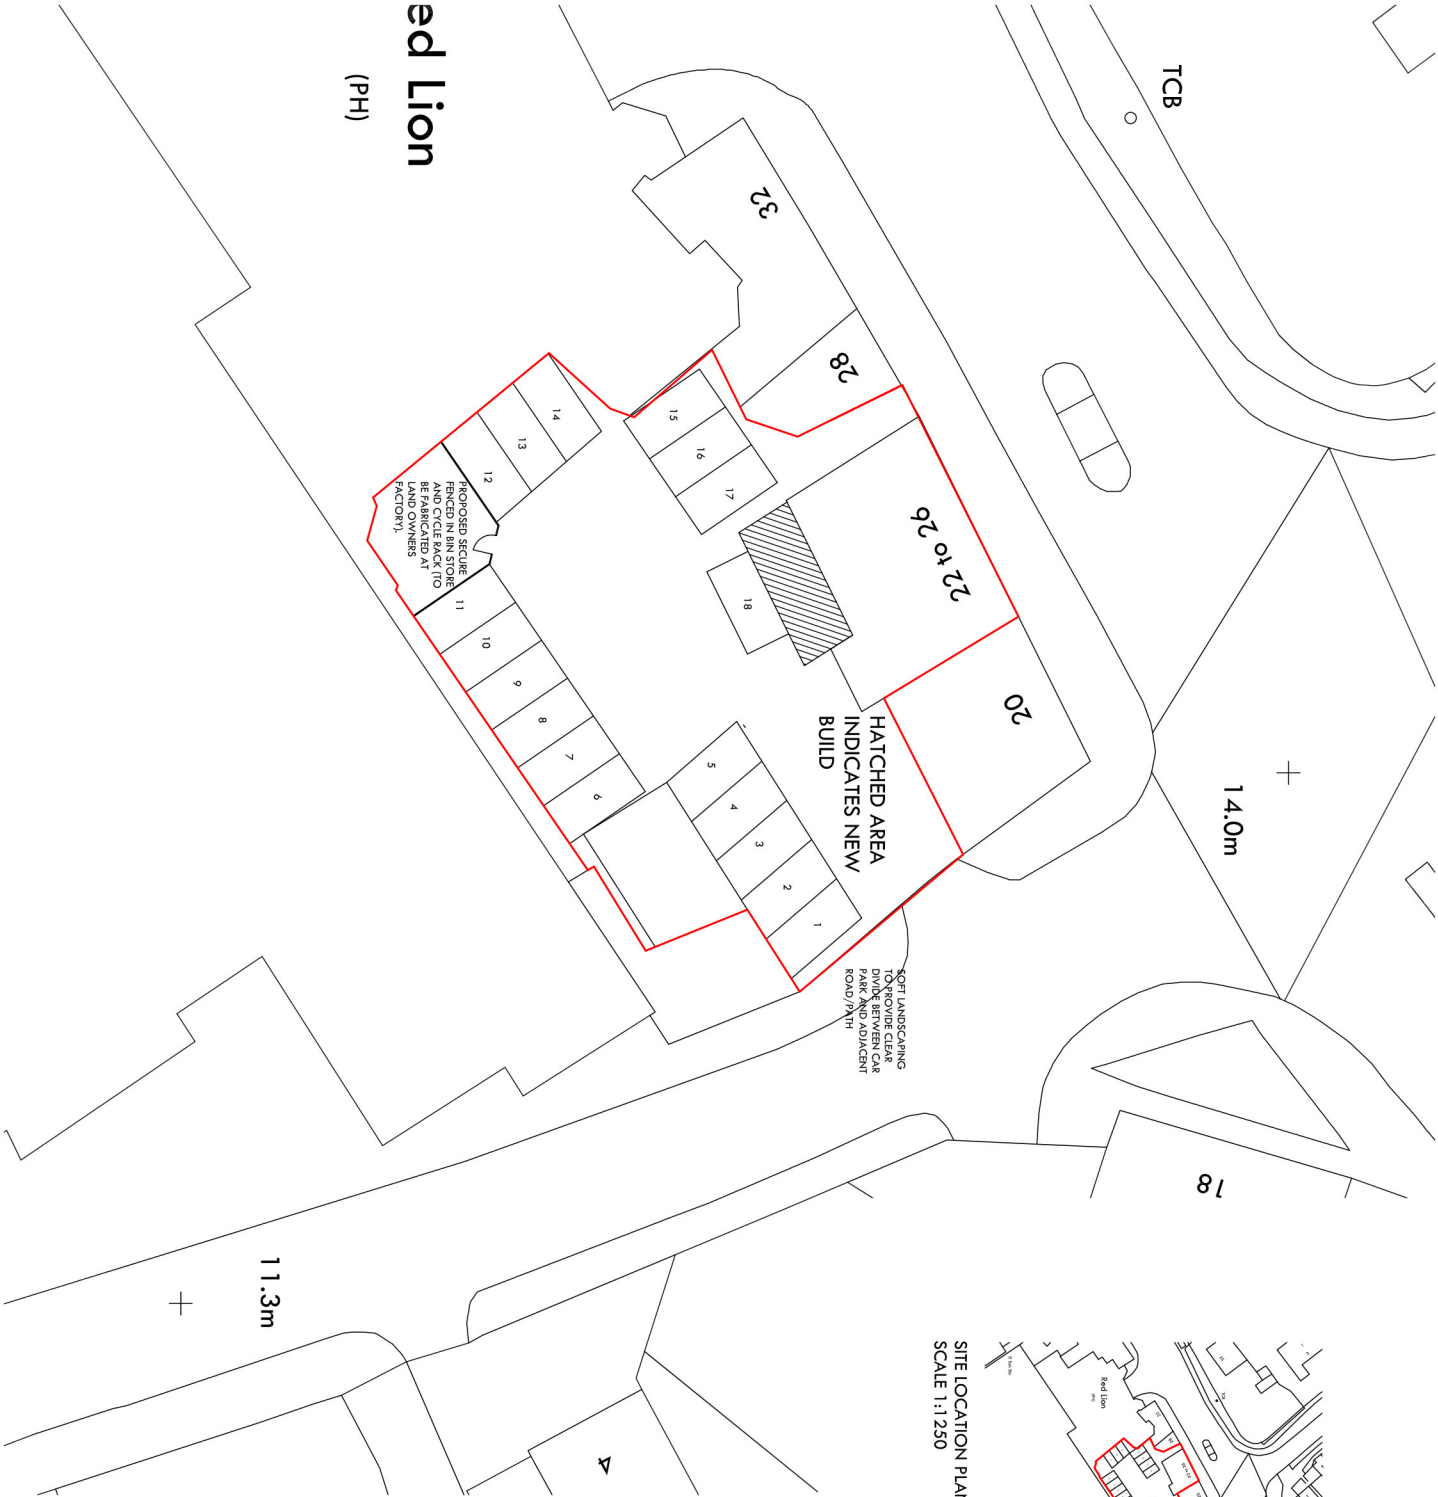 ed Lion
(PH)
TCB
32
28
22 to 26
20
14
13
12
15
16
17
18
PROPOSED SECURE
FENCED IN BIN STORE
AND CYCLE RACK (TO
BE FABRICATED AT
LAND OWNERS
FACTORY).
11
10
9
8
7
6
5
4
3
2
1
HATCHED AREA
INDICATES NEW
BUILD
SOFT LANDSCAPING
TO PROVIDE CLEAR
DIVIDE BETWEEN CAR
PARK AND ADJACENT
ROAD/PATH
14.0m
18
11.3m
4
SITE LOCATION PLAN
SCALE 1:1250
Red Lion
(PH)